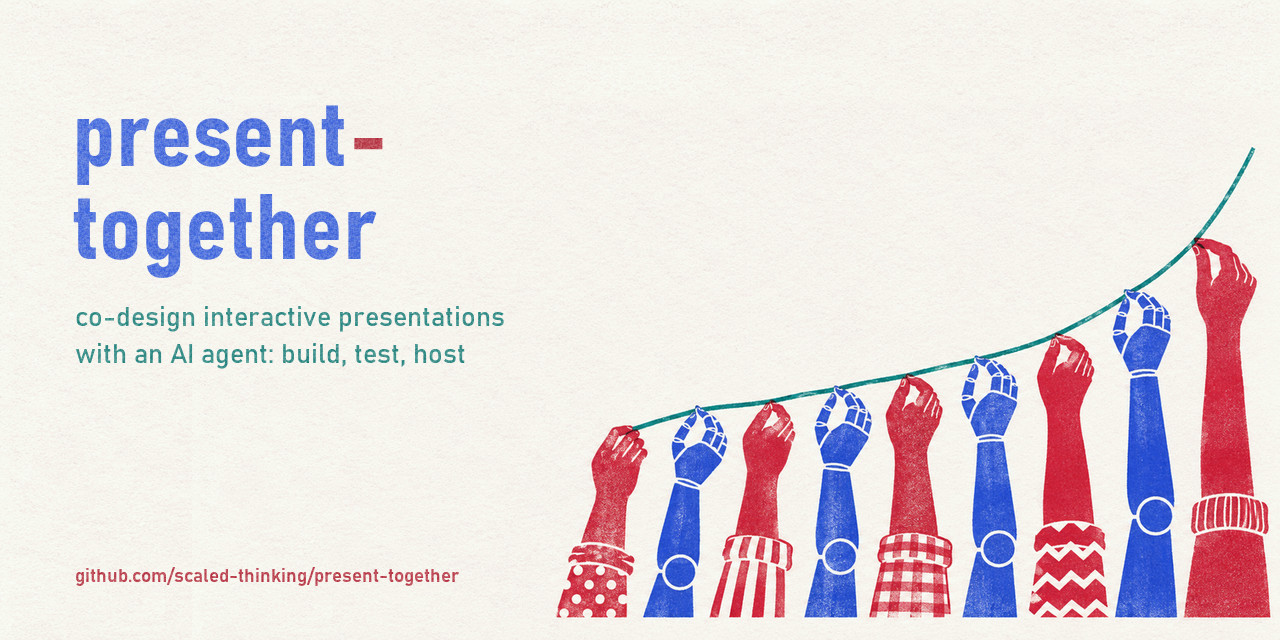 present-
together
co-design interactive presentations
with an AI agent: build, test, host
github.com/scaled-thinking/present-together